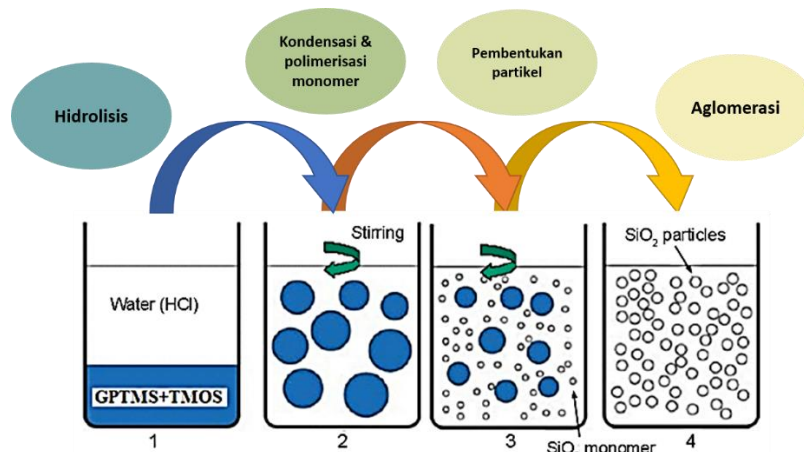 Hidrolisis
Kondensasi &
polimerisasi
monomer
Pembentukan
partikel
Aglomerasi
Water (HCl)
GPTMS+TMOS
1
Stirring
2
3
SiO₂ monomer
SiO₂ particles
4